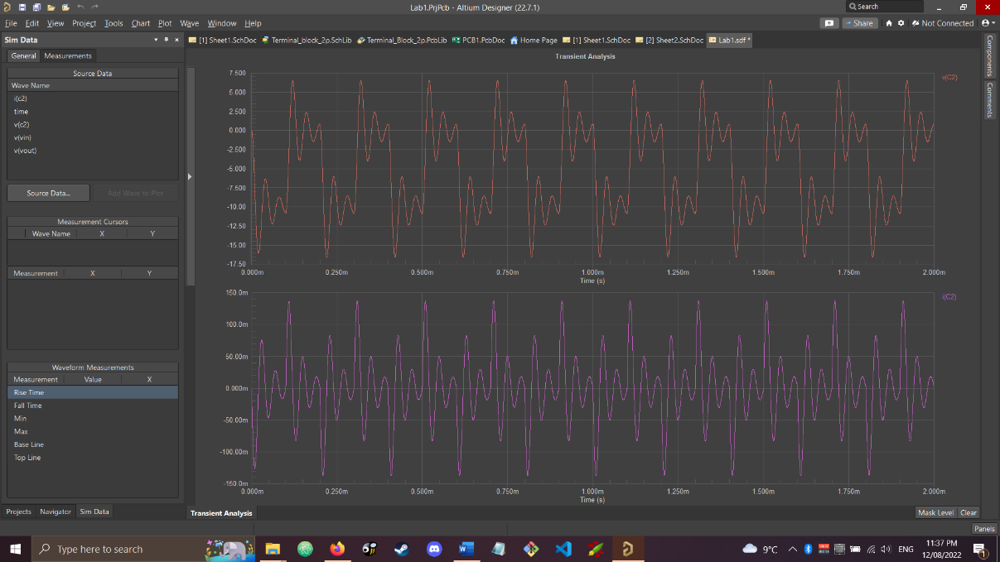 Lab1.PrjPcb - Altium Designer (22.7.1)
Search
File Edit View Project Tools Chart Plot Wave Window Help
Share
Not Connected
Sim Data
[1] Sheet1.SchDoc Terminal_block_2p.SchLib Terminal_Block_2p.PcbLib PCB1.PcbDoc Home Page [1] Sheet1.SchDoc [2] Sheet2.SchDoc Lab1.sdf *
General Measurements
Source Data
Wave Name
i(c2)
time
v(c2)
v(vin)
v(vout)
Source Data...
Add Wave to Plot
Measurement Cursors
Wave Name X Y
Measurement X Y
Waveform Measurements
Measurement Value X
Rise Time
Fall Time
Min
Max
Base Line
Top Line
Projects Navigator Sim Data
Transient Analysis
v(C2)
7.500
5.000
2.500
0.000
-2.500
-5.000
-7.500
-10.00
-12.50
-15.00
-17.50
0.000m 0.250m 0.500m 0.750m 1.000m 1.250m 1.500m 1.750m 2.000m
Time (s)
i(C2)
150.0m
100.0m
50.00m
0.000m
-50.00m
-100.00m
-150.0m
0.000m 0.250m 0.500m 0.750m 1.000m 1.250m 1.500m 1.750m 2.000m
Time (s)
Transient Analysis
Mask Level Clear
Components
Comments
Panels
Type here to search
9°C
ENG
11:37 PM
12/08/2022
1